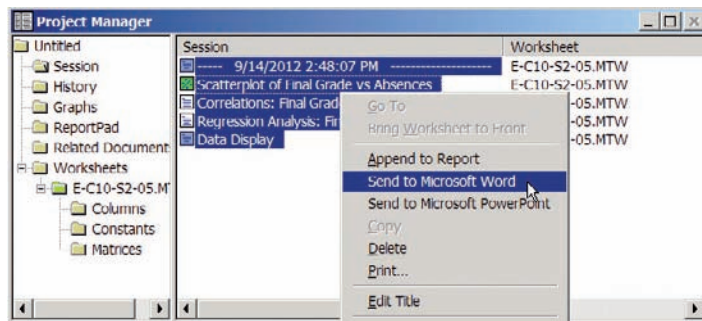 Project Manager
Untitled
Session
History
Graphs
ReportPad
Related Document
Worksheets
E-C10-S2-05.M
Columns
Constants
Matrices
Session Worksheet
----- 9/14/2012 2:48:07 PM -------------------- E-C10-S2-05.MTW
Scatterplot of Final Grade vs Absences E-C10-S2-05.MTW
Correlations: Final Grad -05.MTW
Regression Analysis: Fin -05.MTW
Data Display -05.MTW
Go To
Bring Worksheet to Front
Append to Report
Send to Microsoft Word
Send to Microsoft PowerPoint
Copy
Delete
Print...
Edit Title